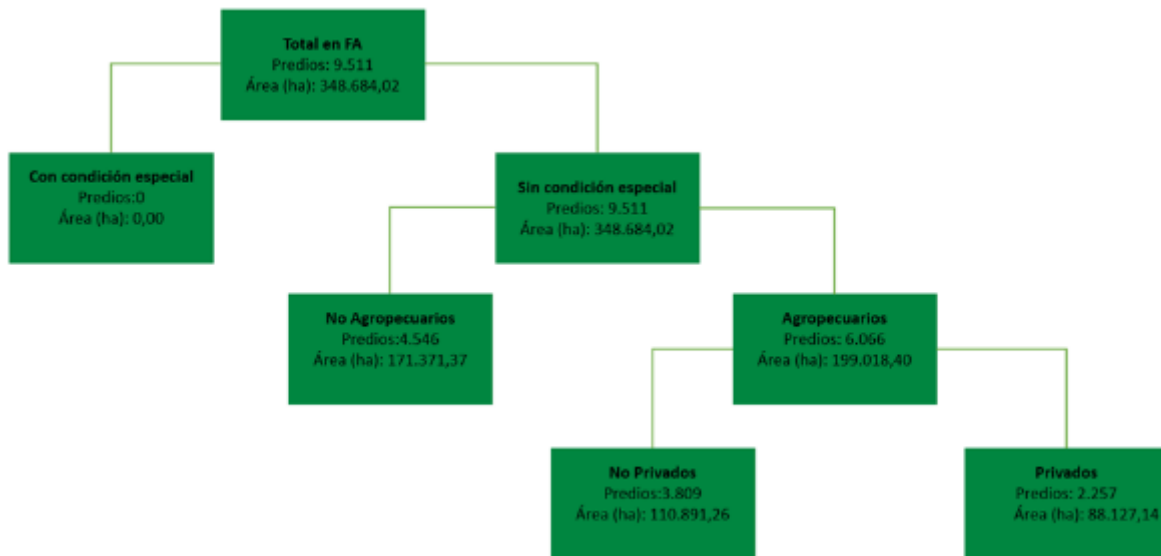 Total en FA
Predios: 9.511
Área (ha): 348.684,02
Con condición especial
Predios:0
Área (ha): 0,00
Sin condición especial
Predios: 9.511
Área (ha): 348.684,02
No Agropecuarios
Predios:4.546
Área (ha): 171.371,37
Agropecuarios
Predios: 6.066
Área (ha): 199.018,40
No Privados
Predios:3.809
Área (ha): 110.891,26
Privados
Predios: 2.257
Área (ha): 88.127,14